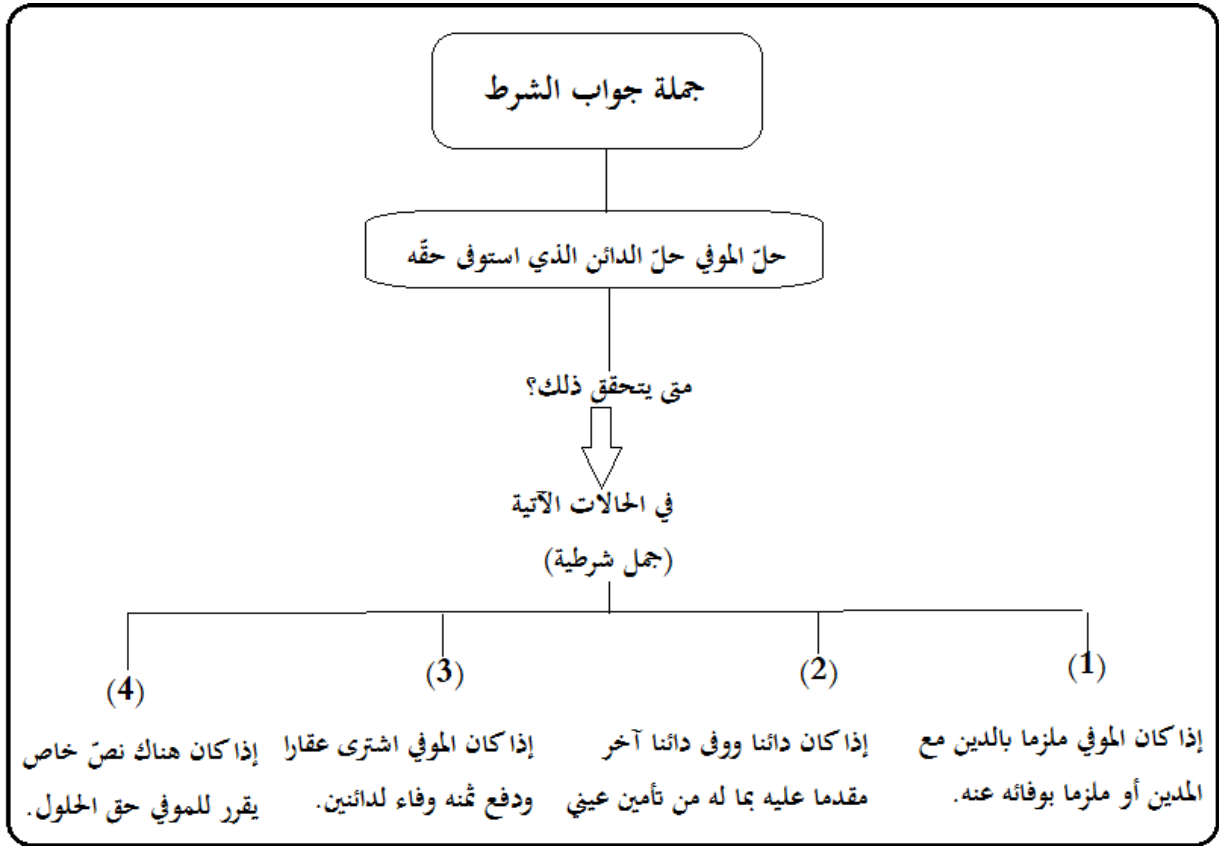 جملة جواب الشرط
حلّ الموفي حلّ الدائن الذي استوفى حقّه
متى يتحقق ذلك؟
في الحالات الآتية
(جمل شرطية)
(1)
إذا كان الموفي ملزما بالدين مع
المدين أو ملزما بوفائه عنه.
(2)
إذا كان دائنا ووفى دائنا آخر
مقدما عليه بما له من تأمين عيني
(3)
إذا كان الموفي اشترى عقارا
ودفع ثمنه وفاء لدائنين.
(4)
إذا كان هناك نصّ خاص
يقرر للموفي حق الحلول.